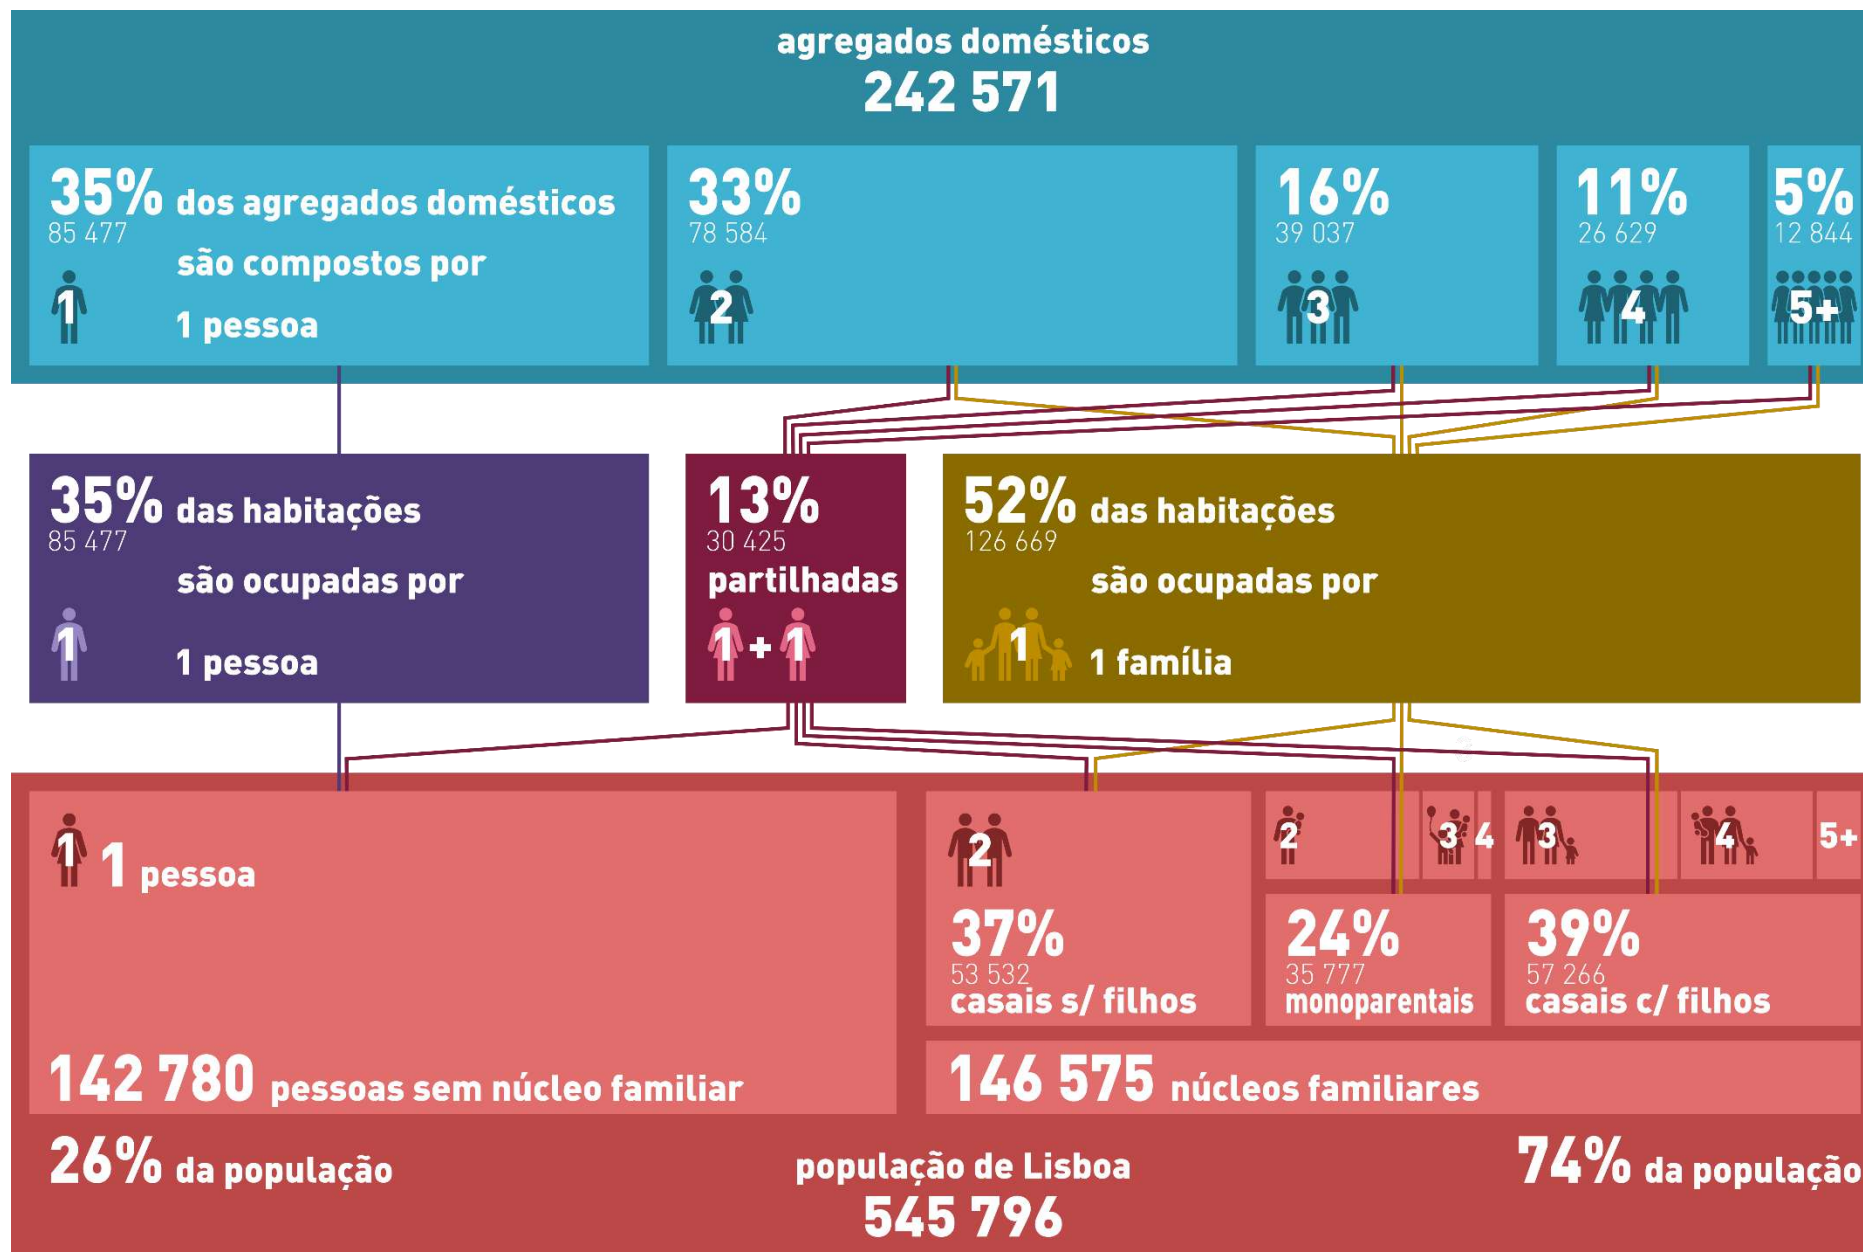 agregados domésticos
242 571
35% dos agregados domésticos
85 477
são compostos por
1
1 pessoa
33%
78 584
2
16%
39 037
3
11%
26 629
4
5%
12 844
5+
35% das habitações
85 477
são ocupadas por
1
1 pessoa
13%
30 425
partilhadas
1 + 1
52% das habitações
126 669
são ocupadas por
1
1 família
1
1 pessoa
142 780 pessoas sem núcleo familiar
2
37%
53 532
casais s/ filhos
2
3
4
24%
35 777
monoparentais
3
4
5+
39%
57 266
casais c/ filhos
146 575 núcleos familiares
26% da população
população de Lisboa
545 796
74% da população